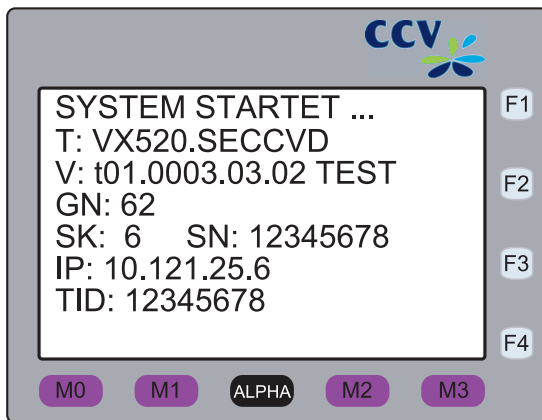 CCV
SYSTEM STARTET ...
T: VX520.SECCVD
V: t01.0003.03.02 TEST
GN: 62
SK: 6 SN: 12345678
IP: 10.121.25.6
TID: 12345678
F1
F2
F3
F4
M0 M1 ALPHA M2 M3